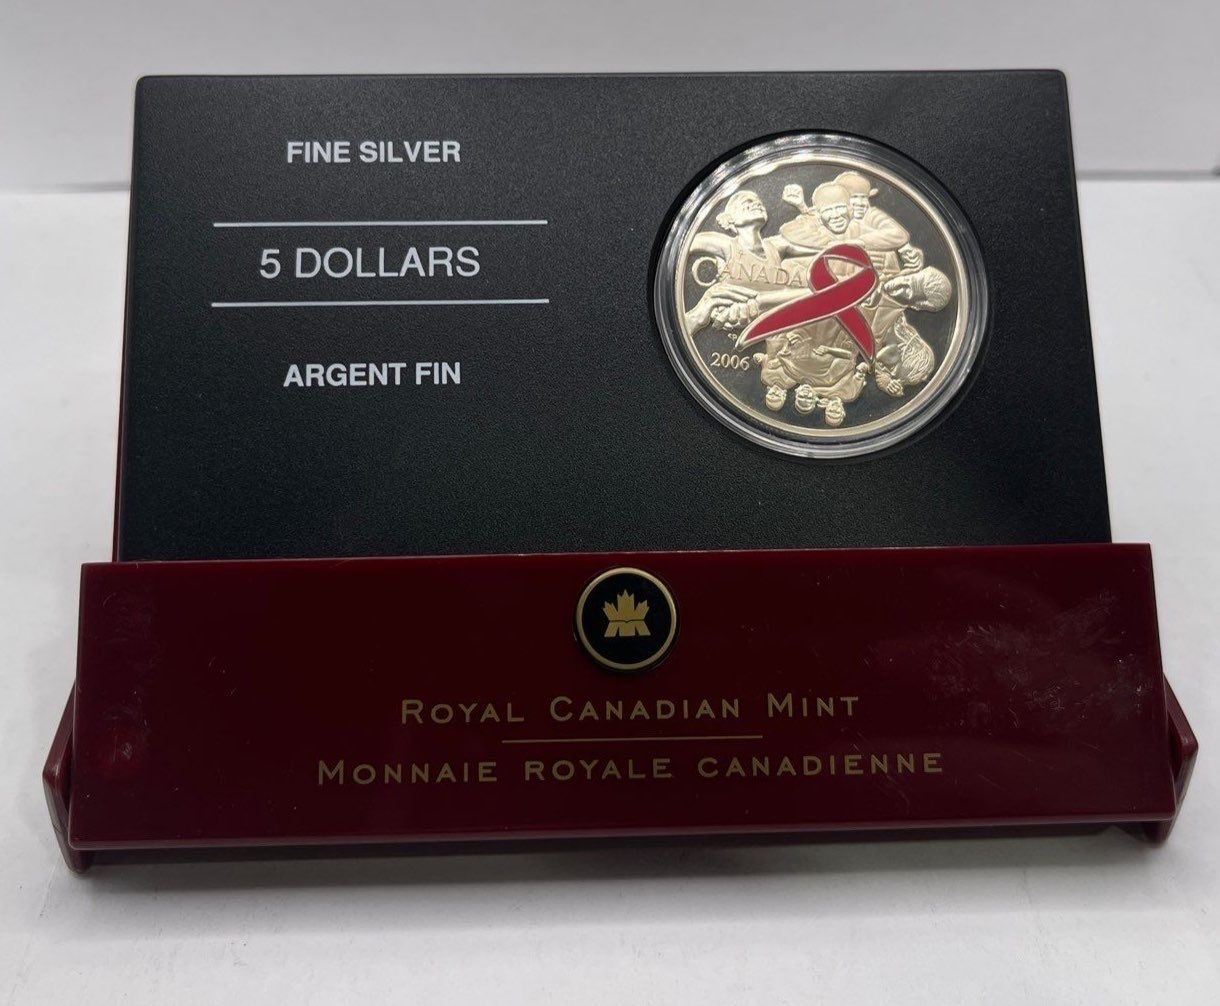 FINE SILVER
5 DOLLARS
ARGENT FIN
CANADA
2006
ROYAL CANADIAN MINT
MONNAIE ROYALE CANADIENNE